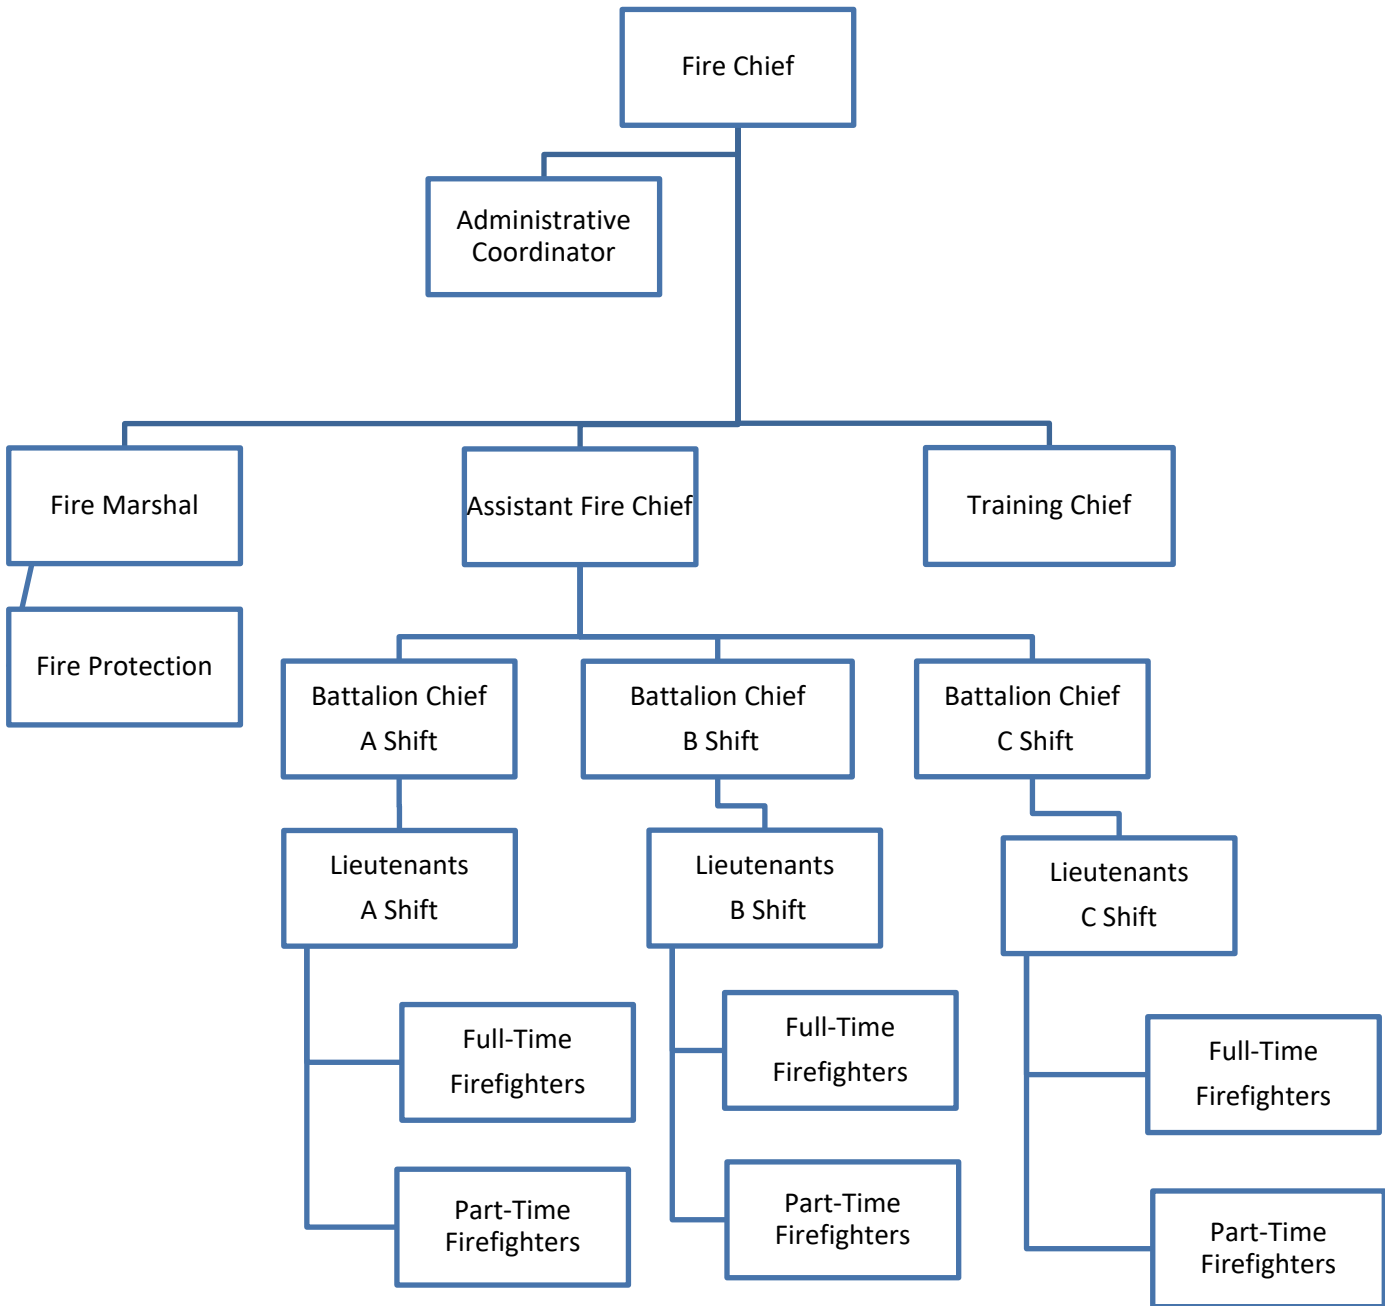 Fire Chief
Administrative
Coordinator
Fire Marshal
Assistant Fire Chief
Training Chief
Fire Protection
Battalion Chief
A Shift
Battalion Chief
B Shift
Battalion Chief
C Shift
Lieutenants
A Shift
Lieutenants
B Shift
Lieutenants
C Shift
Full-Time
Firefighters
Full-Time
Firefighters
Full-Time
Firefighters
Part-Time
Firefighters
Part-Time
Firefighters
Part-Time
Firefighters